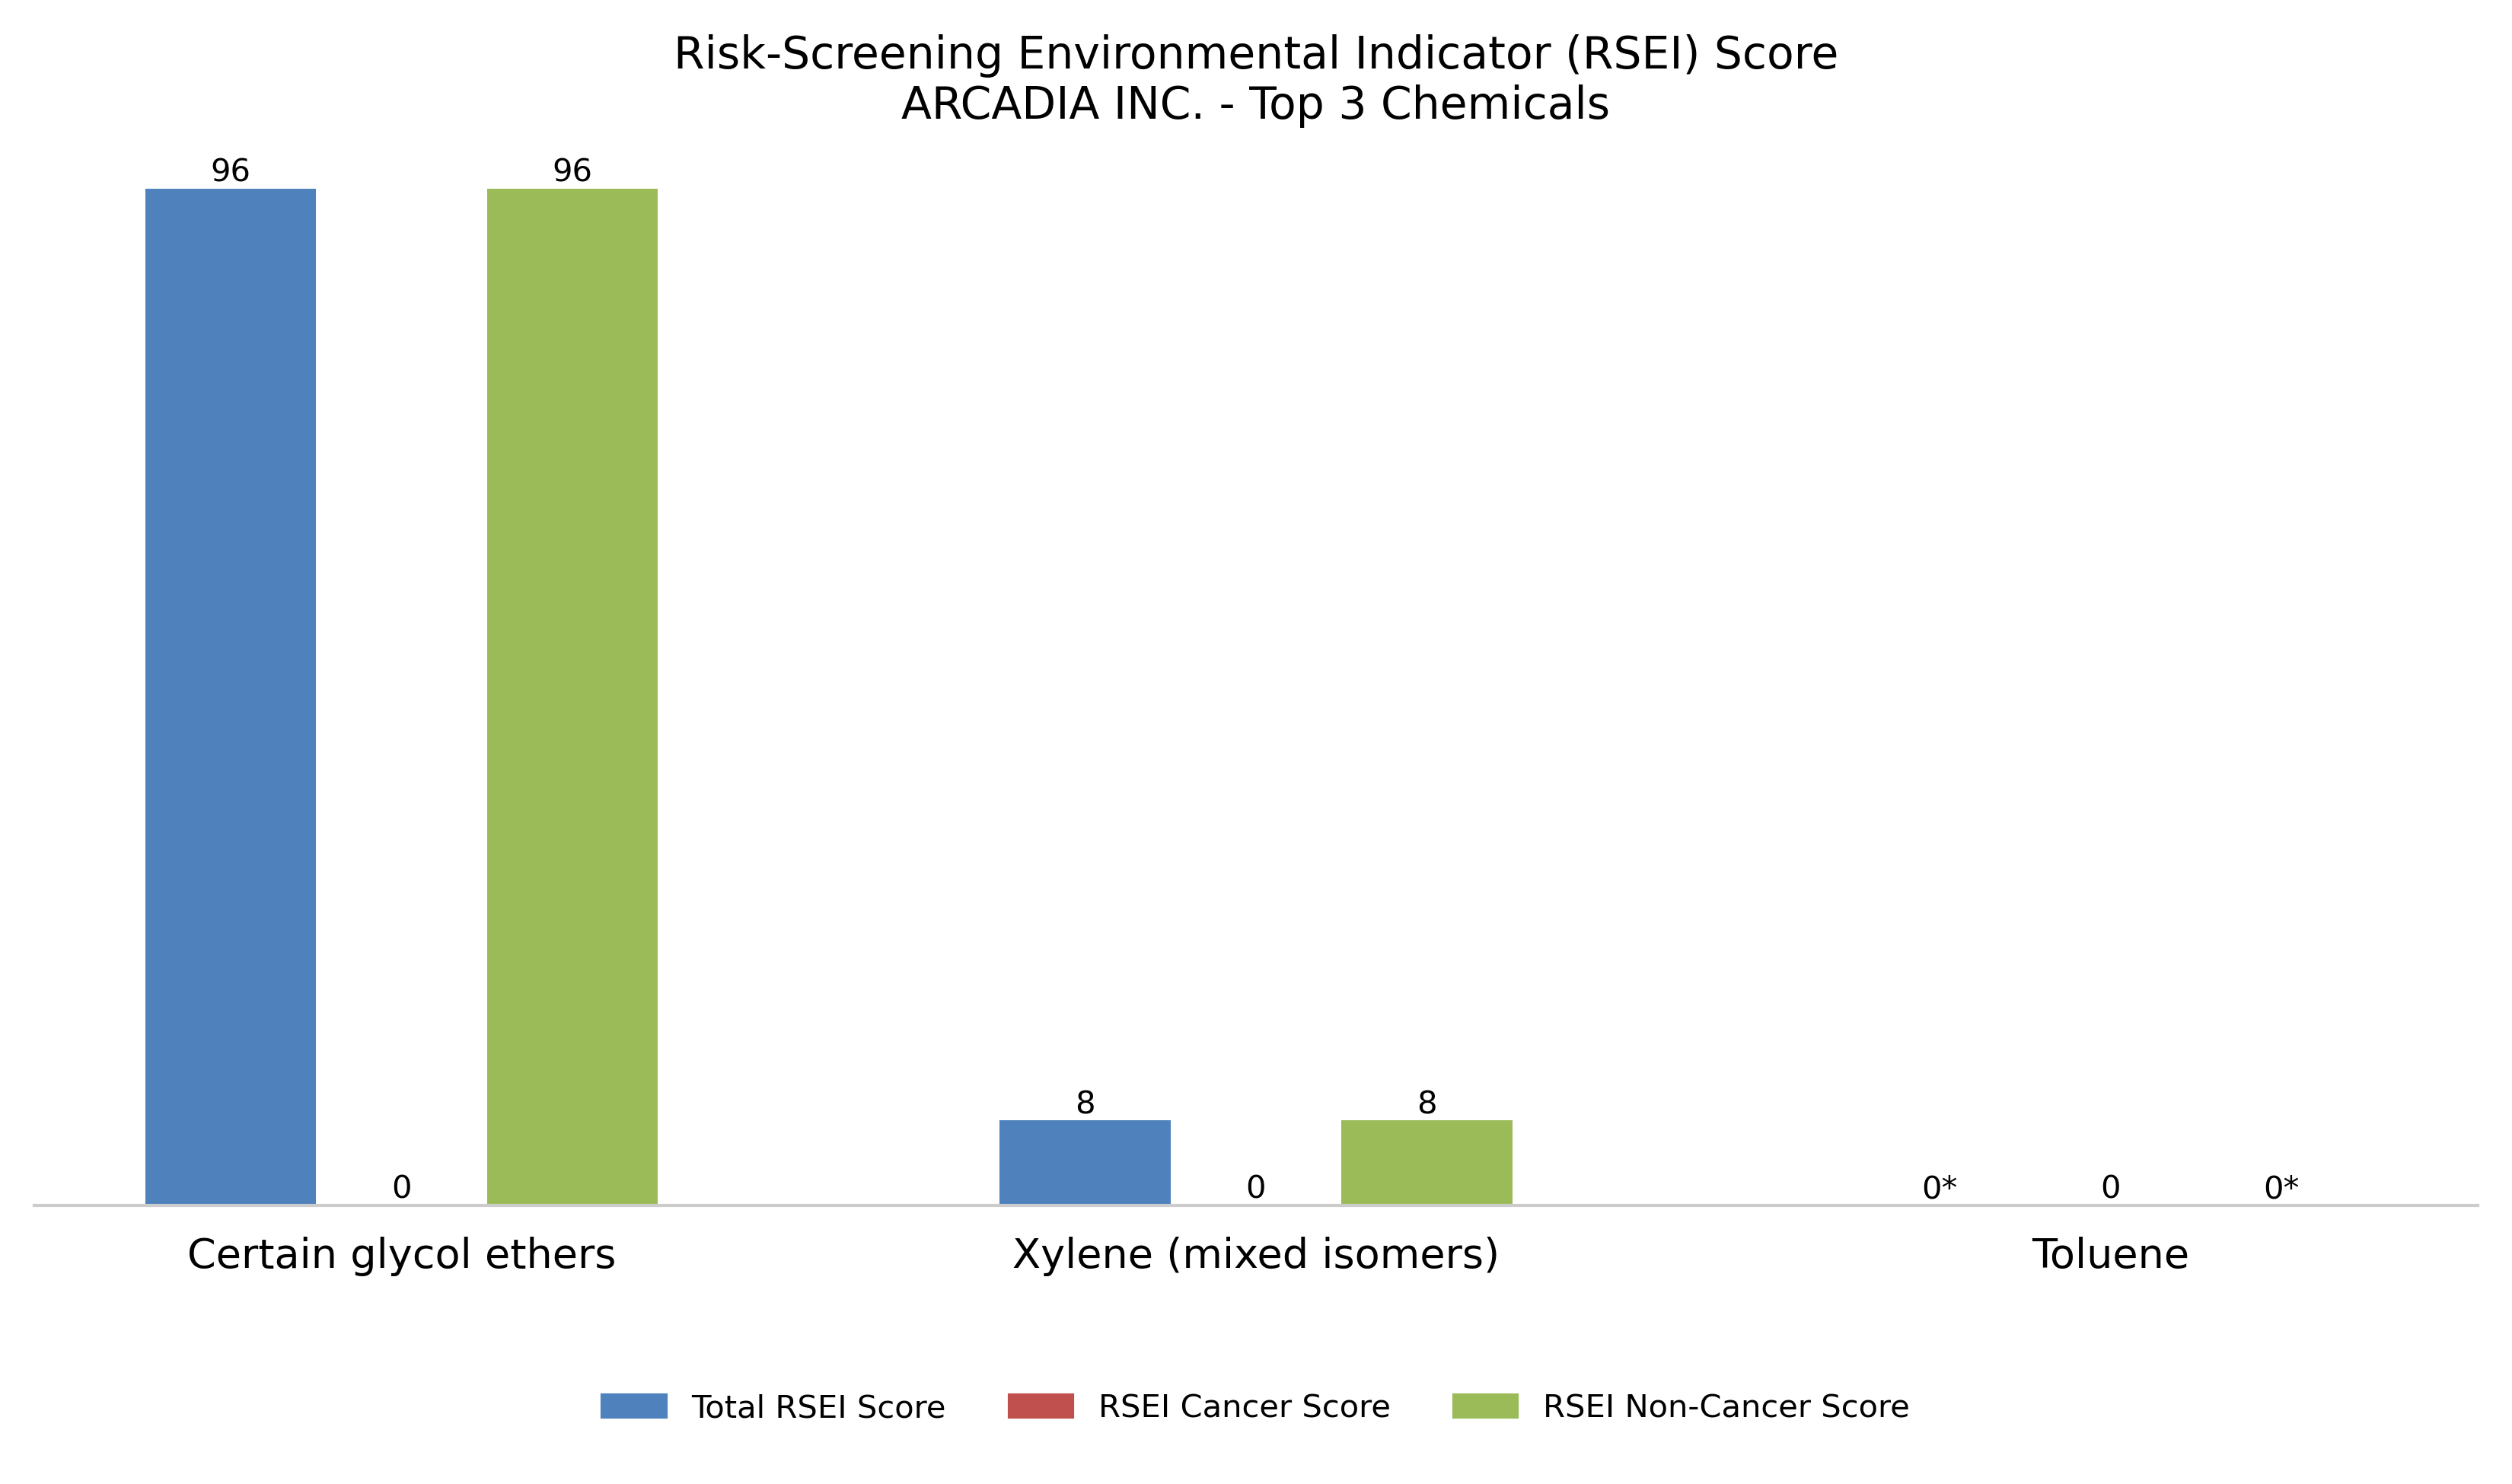 Risk-Screening Environmental Indicator (RSEI) Score
ARCADIA INC. - Top 3 Chemicals
96
96
8
8
0
0
0*
0
0*
Certain glycol ethers
Xylene (mixed isomers)
Toluene
Total RSEI Score
RSEI Cancer Score
RSEI Non-Cancer Score